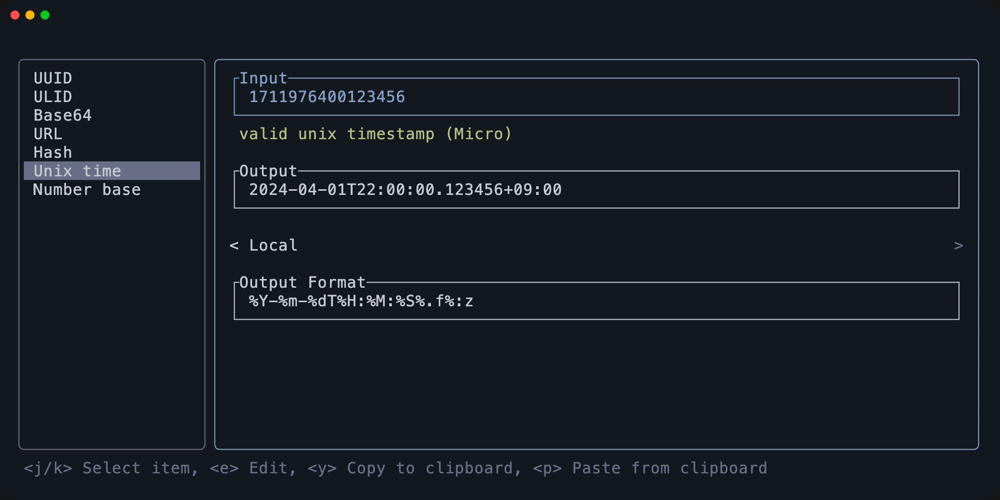 UUID
ULID
Base64
URL
Hash
Unix time
Number base
Input
1711976400123456
valid unix timestamp (Micro)
Output
2024-04-01T22:00:00.123456+09:00
< Local >
Output Format
%Y-%m-%dT%H:%M:%S%.f%:z
<j/k> Select item, <e> Edit, <y> Copy to clipboard, <p> Paste from clipboard